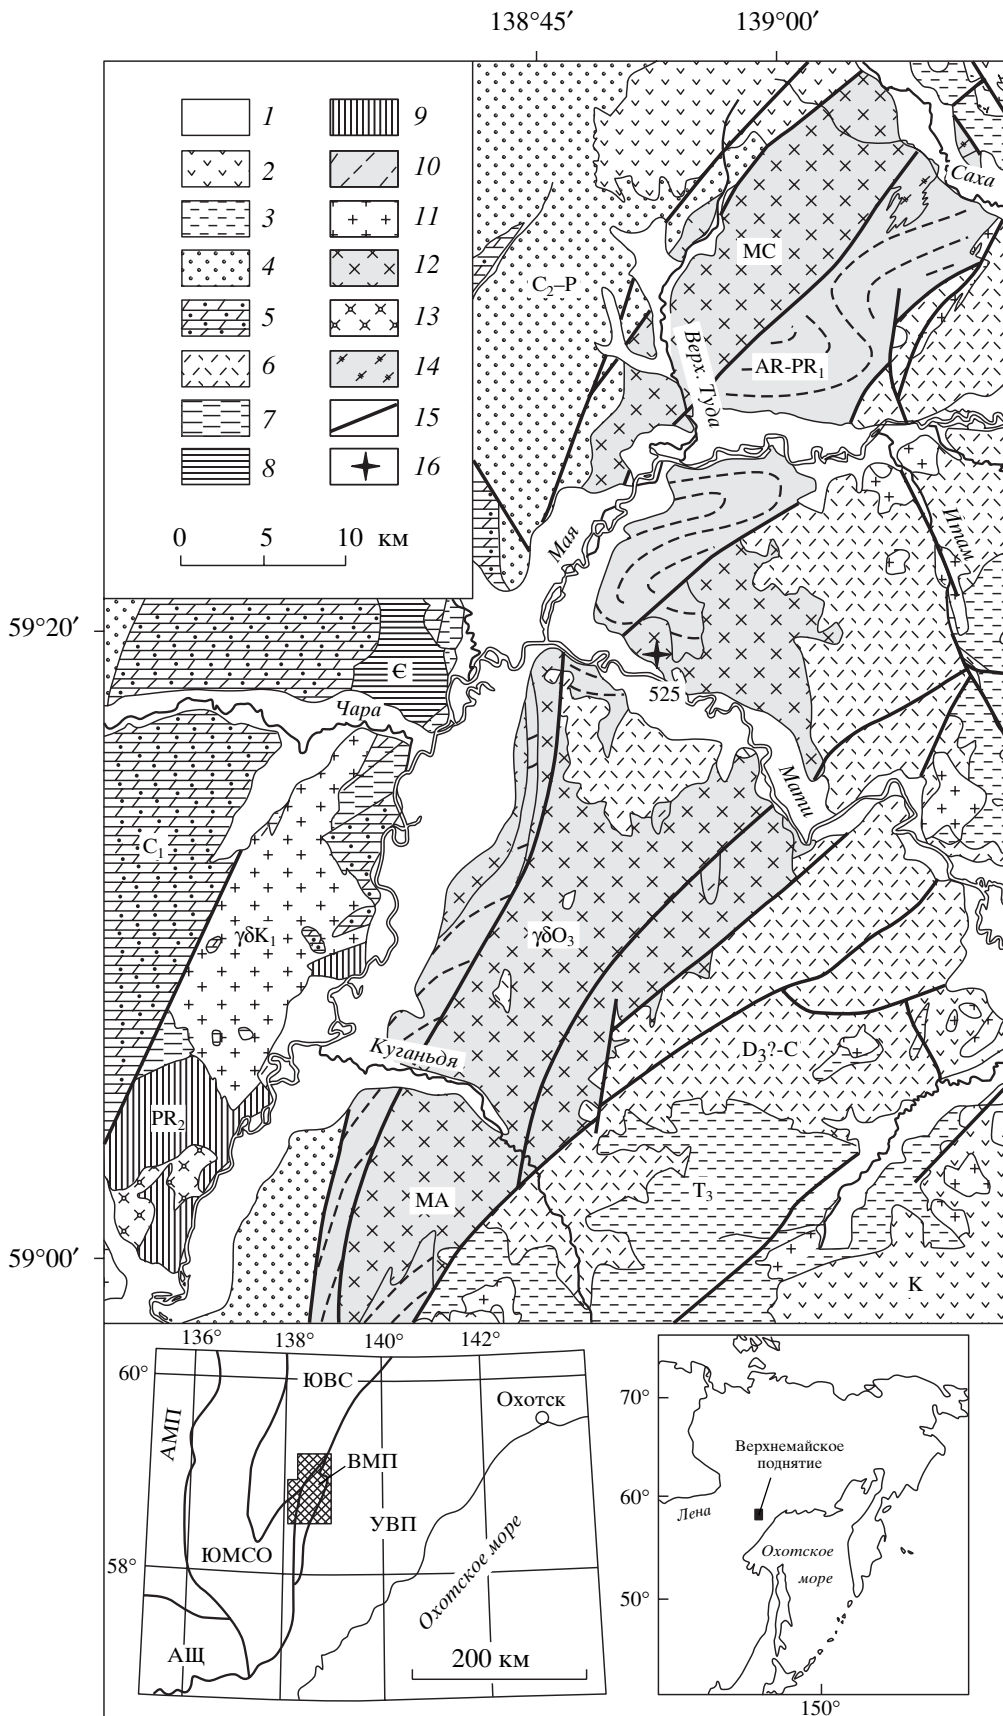 138°45′
139°00′
1
2
3
4
5
6
7
8
9
10
11
12
13
14
15
16
0 5 10 км
59°20′
59°00′
Саха
МС
C₂–P
Верх. Туда
AR-PR₁
Мая
Итам
Є
Чара
525
Мати
C₁
γδK₁
γδO₃
Куганьдя
D₃?-C
PR₂
МА
T₃
K
136° 138° 140° 142°
60°
58°
ЮВС
Охотск
АМП
ВМП
УВП
ЮМСО
Охотское море
АЩ
200 км
70°
60°
50°
150°
Верхнемайское
поднятие
Лена
Охотское
море